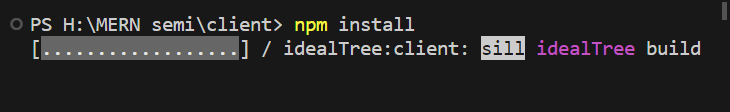 PS H:\MERN semi\client> npm install
[..................] / idealTree:client: sill idealTree build